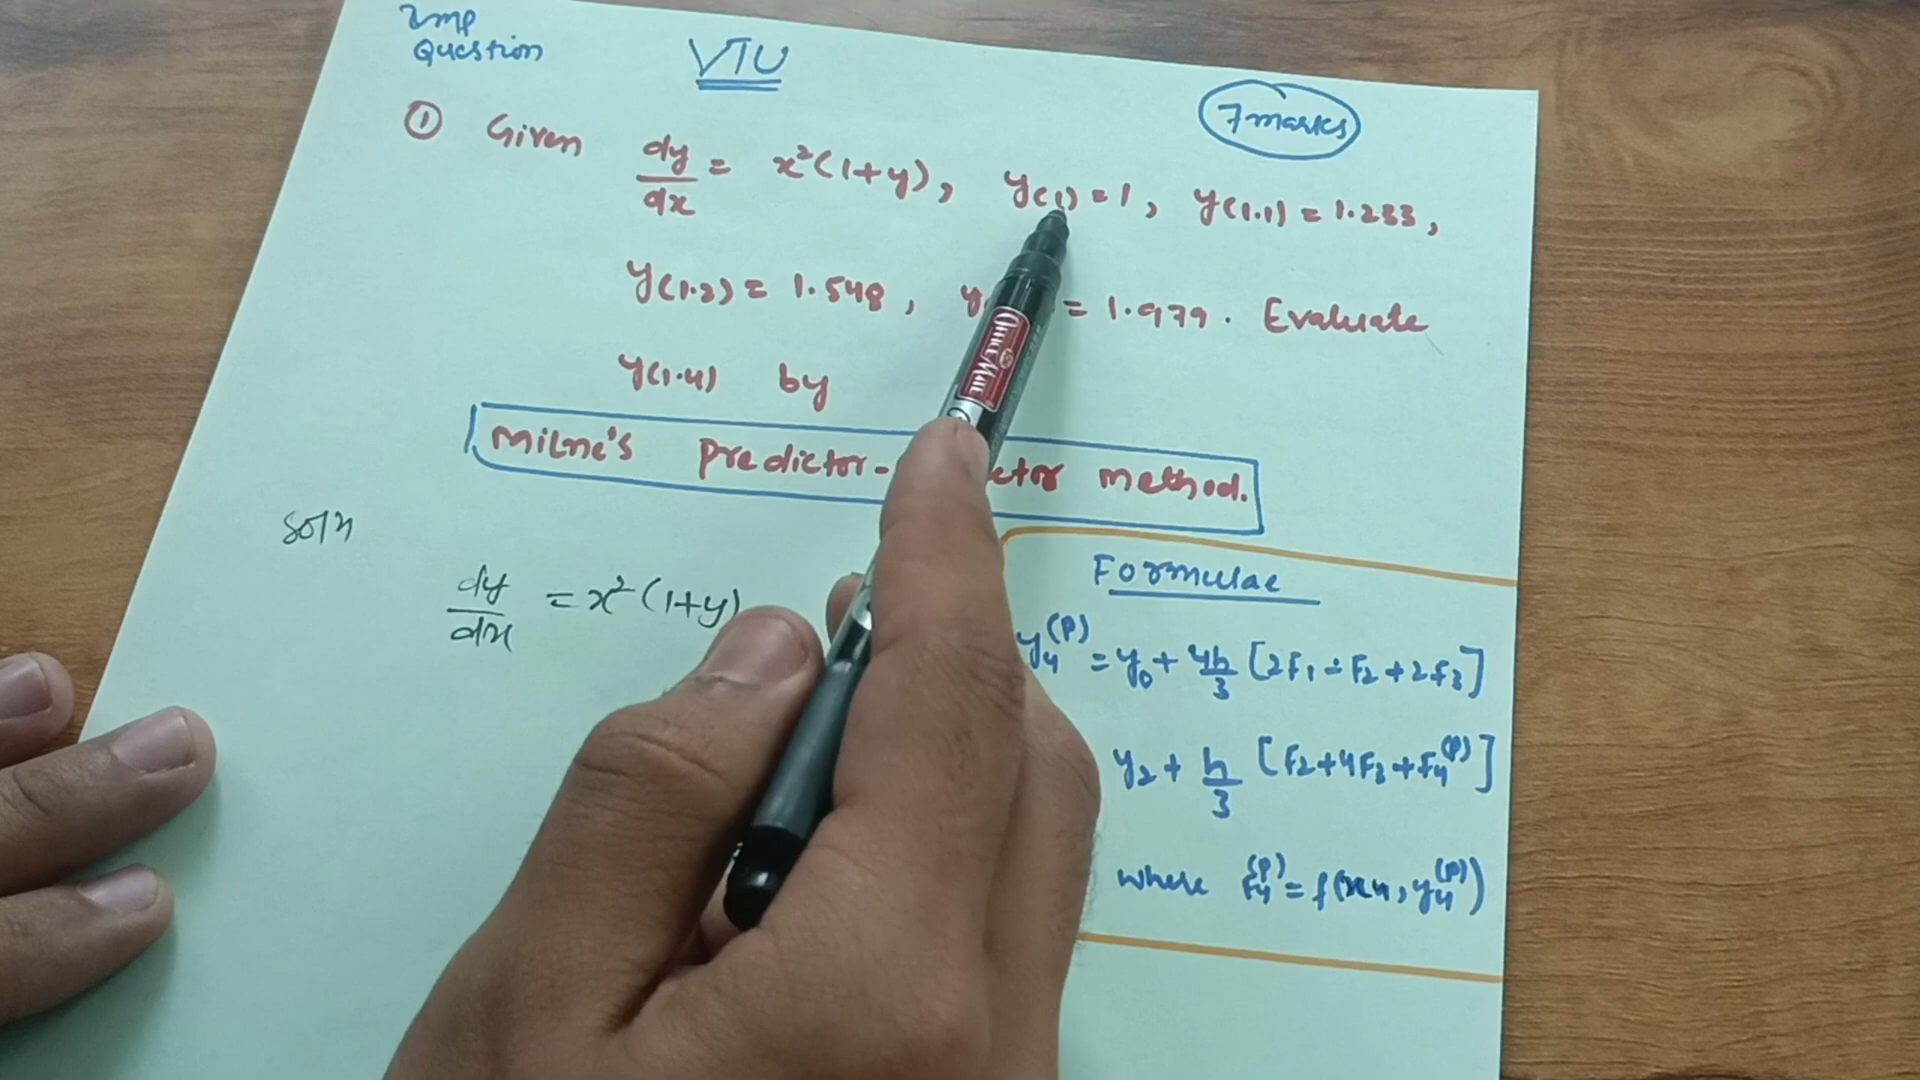 Imp
Question
VTU
7 marks
① Given dy/dx = x²(1+y), y(1) = 1, y(1.1) = 1.233,
y(1.2) = 1.548, y = 1.979. Evaluate
y(1.4) by
Milne's Predictor- method.
Soln
dy/dx = x²(1+y)
Formulae
y₄^(P) = y₀ + 4h/3 [2F₁ - F₂ + 2F₃]
y₂ + h/3 [F₂+4F₃+F₄^(P)]
where F₄^(P) = f(x₄, y₄^(P))
OfficeMate